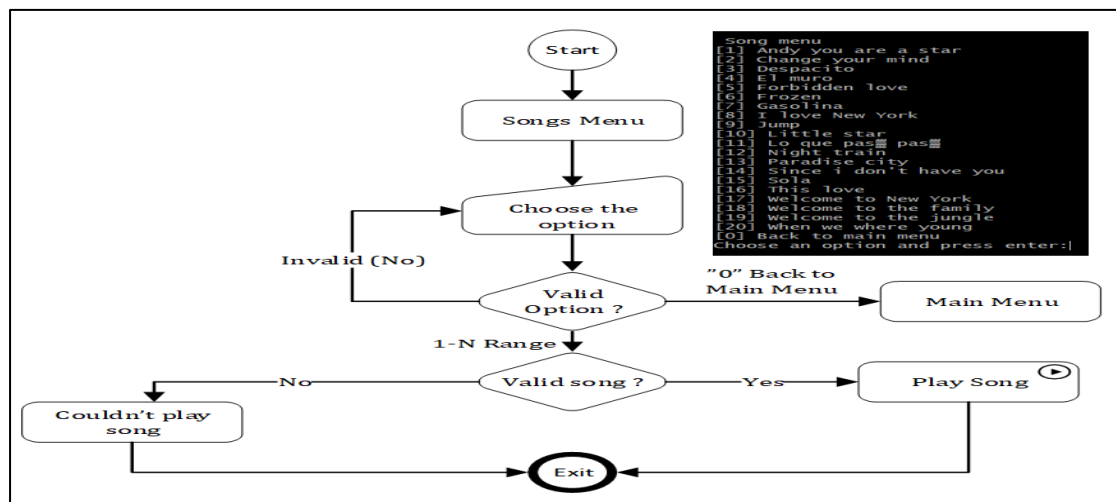 Start
Songs Menu
Choose the
option
Invalid (No)
Valid
Option ?
"0" Back to
Main Menu
Main Menu
1-N Range
Valid song ?
No
Yes
Couldn't play
song
Play Song
Exit
Song menu
[1] Andy you are a star
[2] Change your mind
[3] Despacito
[4] El muro
[5] Forbidden love
[6] Frozen
[7] Gasolina
[8] I love New York
[9] Jump
[10] Little star
[11] Lo que pas▒ pas▒
[12] Night train
[13] Paradise city
[14] Since i don't have you
[15] Sola
[16] This love
[17] Welcome to New York
[18] Welcome to the family
[19] Welcome to the jungle
[20] When we where young
[0] Back to main menu
Choose an option and press enter: